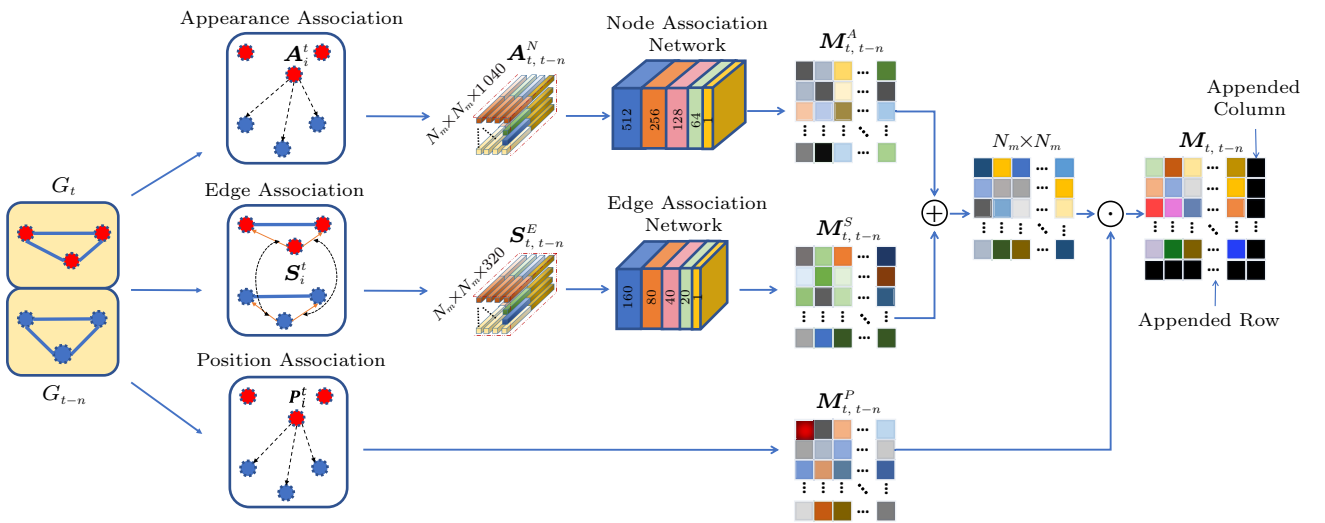 Appearance Association
A_i^t
N_m×N_m×1040
A^N_{t, t−n}
Node Association
Network
512
256
128
64
1
M^A_{t, t−n}
G_t
G_{t−n}
Edge Association
S_i^t
N_m×N_m×320
S^E_{t, t−n}
Edge Association
Network
160
80
40
20
1
M^S_{t, t−n}
Position Association
P_i^t
M^P_{t, t−n}
N_m×N_m
M_{t, t−n}
Appended
Column
Appended Row